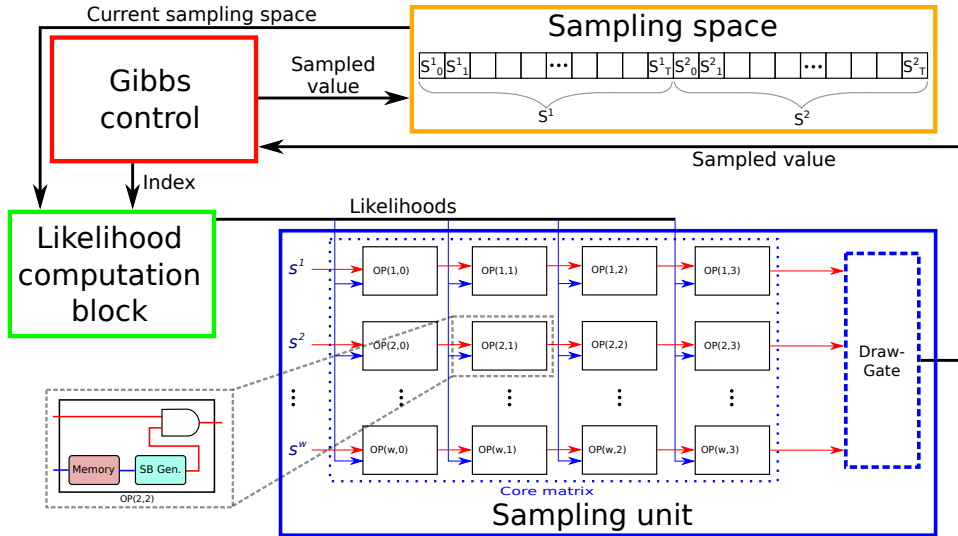 Current sampling space
Sampling space
S¹₀ S¹₁ ... S¹_T S²₀ S²₁ ... S²_T
S¹ S²
Gibbs
control
Sampled
value
Sampled value
Index
Likelihood
computation
block
Likelihoods
s¹ OP(1,0) OP(1,1) OP(1,2) OP(1,3)
s² OP(2,0) OP(2,1) OP(2,2) OP(2,3)
Draw-
Gate
s^w OP(w,0) OP(w,1) OP(w,2) OP(w,3)
Memory SB Gen.
OP(2,2)
Core matrix
Sampling unit